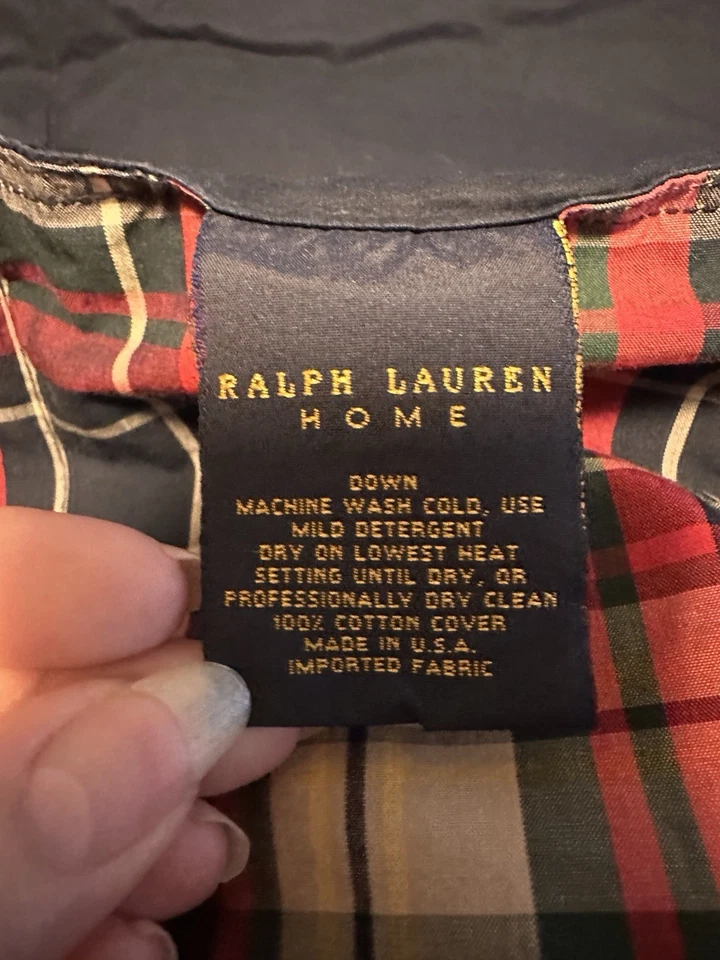 RALPH LAUREN
HOME
DOWN
MACHINE WASH COLD, USE
MILD DETERGENT
DRY ON LOWEST HEAT
SETTING UNTIL DRY, OR
PROFESSIONALLY DRY CLEAN
100% COTTON COVER
MADE IN U.S.A.
IMPORTED FABRIC